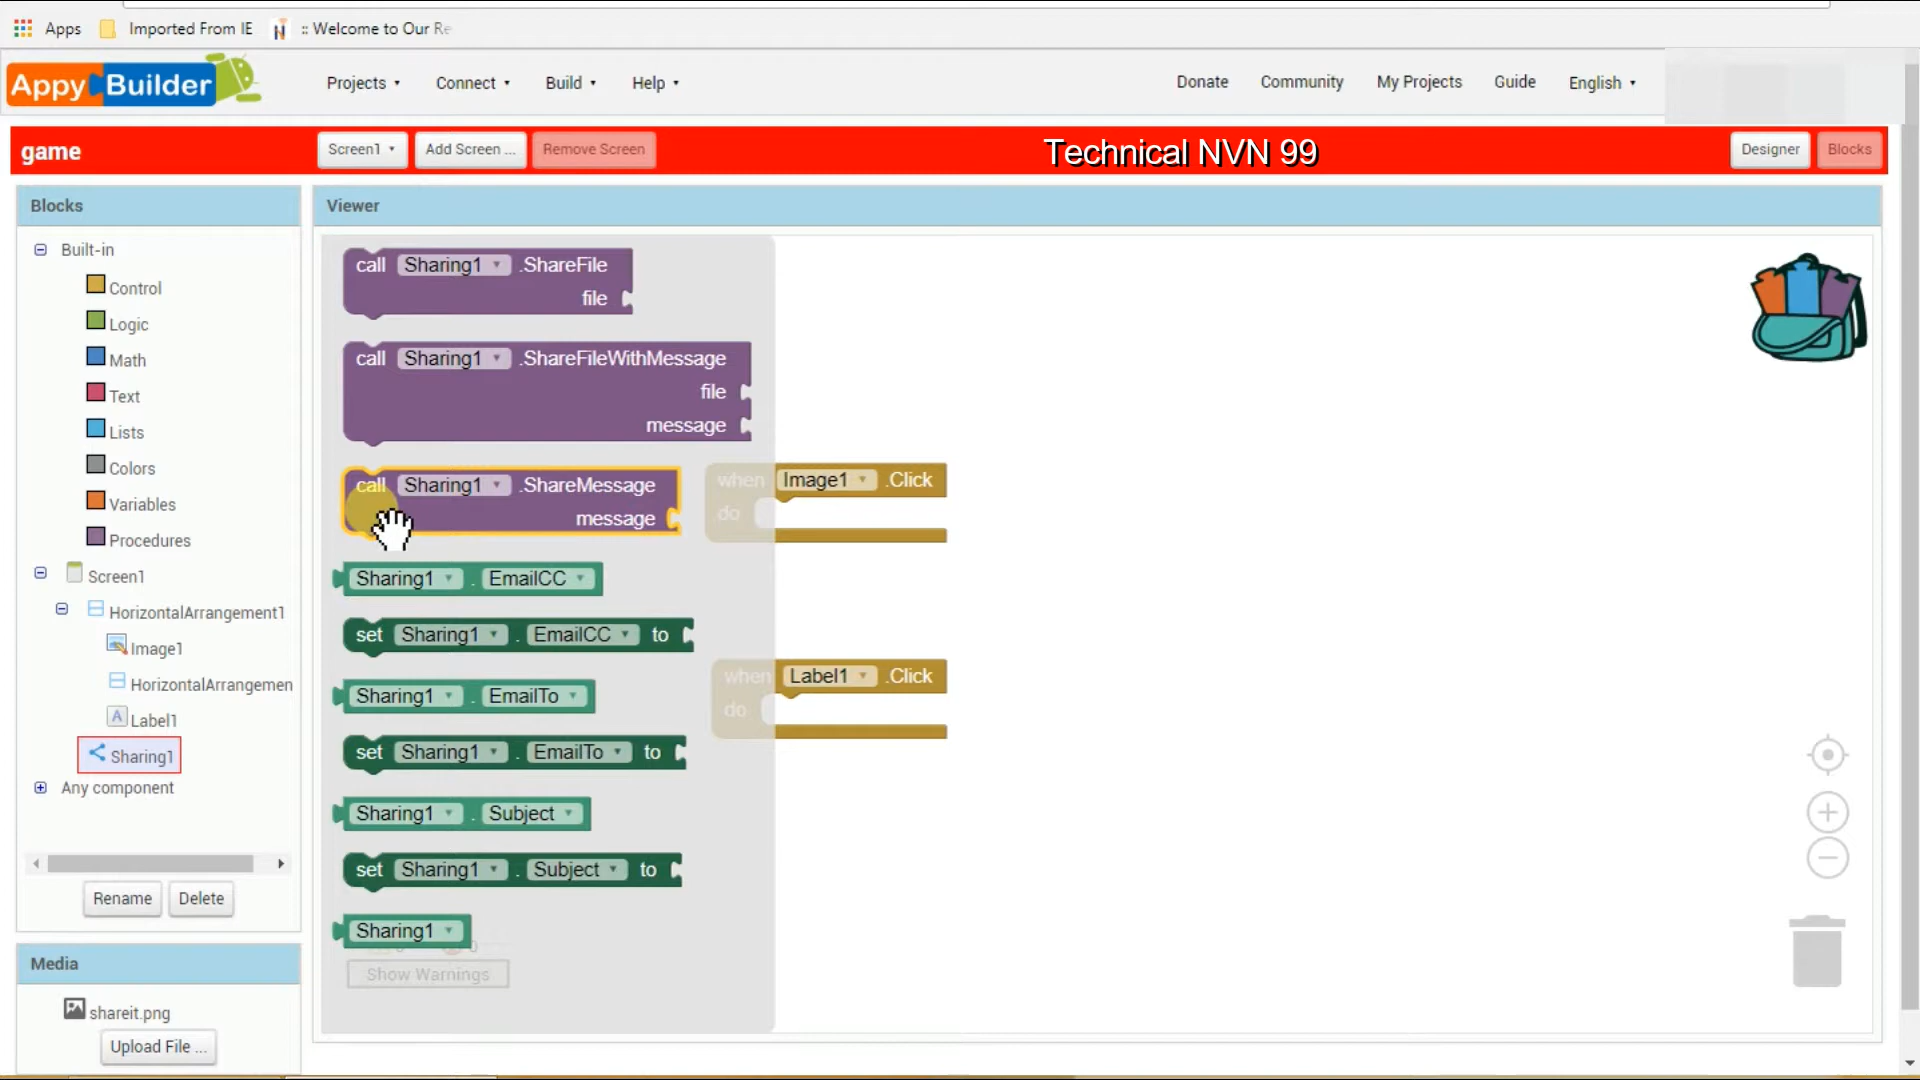 Apps Imported From IE :: Welcome to Our Re
Appy Builder Projects Connect Build Help Donate Community My Projects Guide English
game Screen1 Add Screen ... Remove Screen Technical NVN 99 Designer Blocks
Blocks
Viewer
Built-in
Control
Logic
Math
Text
Lists
Colors
Variables
Procedures
Screen1
HorizontalArrangement1
Image1
HorizontalArrangemen
Label1
Sharing1
Any component
Rename Delete
Media
shareit.png
Upload File ...
call Sharing1 .ShareFile
file
call Sharing1 .ShareFileWithMessage
file
message
call Sharing1 .ShareMessage
message
Sharing1 . EmailCC
set Sharing1 . EmailCC to
Sharing1 . EmailTo
set Sharing1 . EmailTo to
Sharing1 . Subject
set Sharing1 . Subject to
Sharing1
Show Warnings
when Image1 .Click
do
when Label1 .Click
do